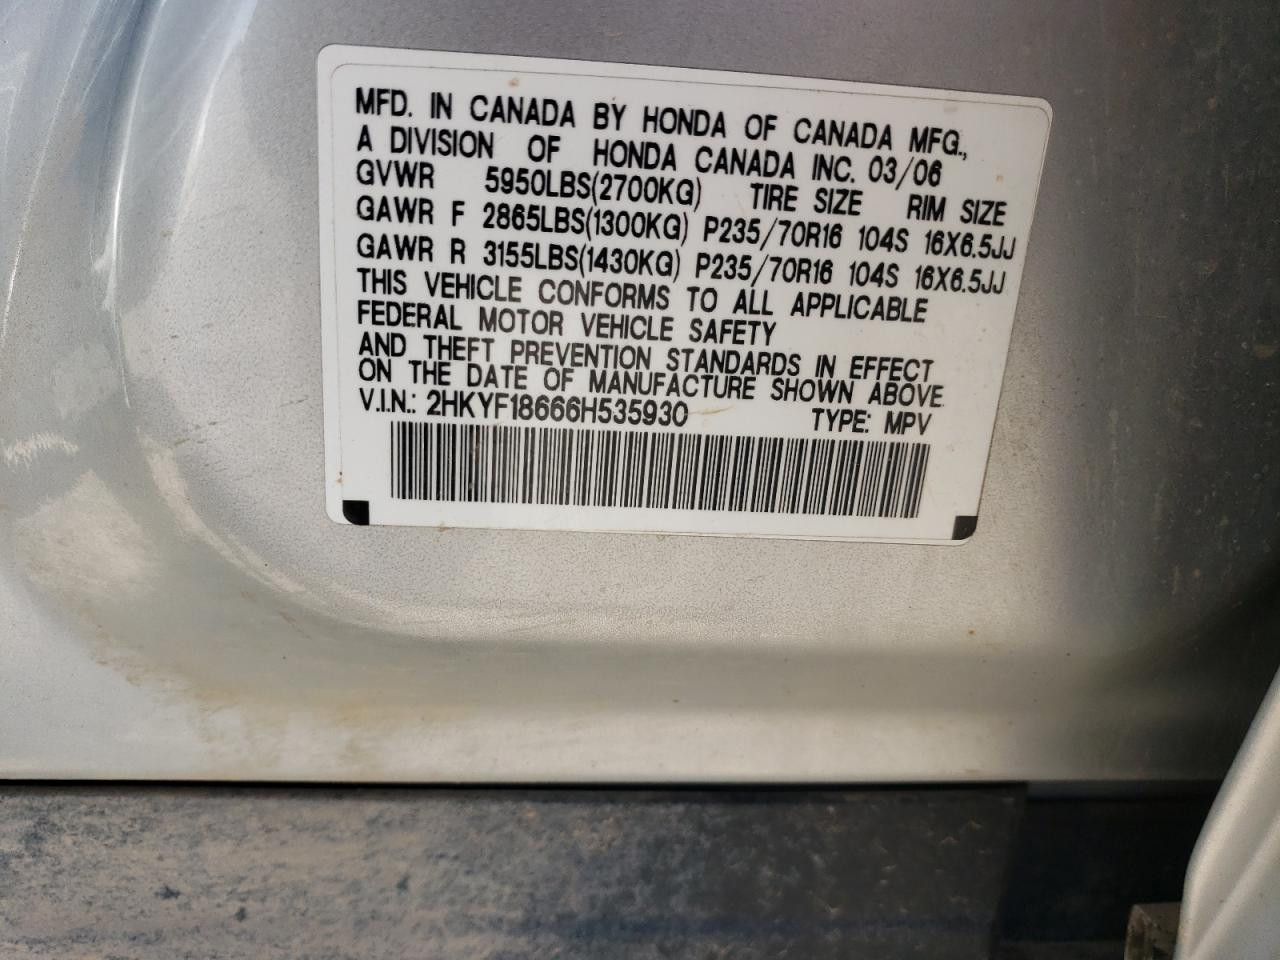 MFD. IN CANADA BY HONDA OF CANADA MFG.,
A DIVISION OF HONDA CANADA INC. 03/06
GVWR 5950LBS(2700KG) TIRE SIZE RIM SIZE
GAWR F 2865LBS(1300KG) P235/70R16 104S 16X6.5JJ
GAWR R 3155LBS(1430KG) P235/70R16 104S 16X6.5JJ
THIS VEHICLE CONFORMS TO ALL APPLICABLE
FEDERAL MOTOR VEHICLE SAFETY
AND THEFT PREVENTION STANDARDS IN EFFECT
ON THE DATE OF MANUFACTURE SHOWN ABOVE.
V.I.N.: 2HKYF18666H535930 TYPE: MPV